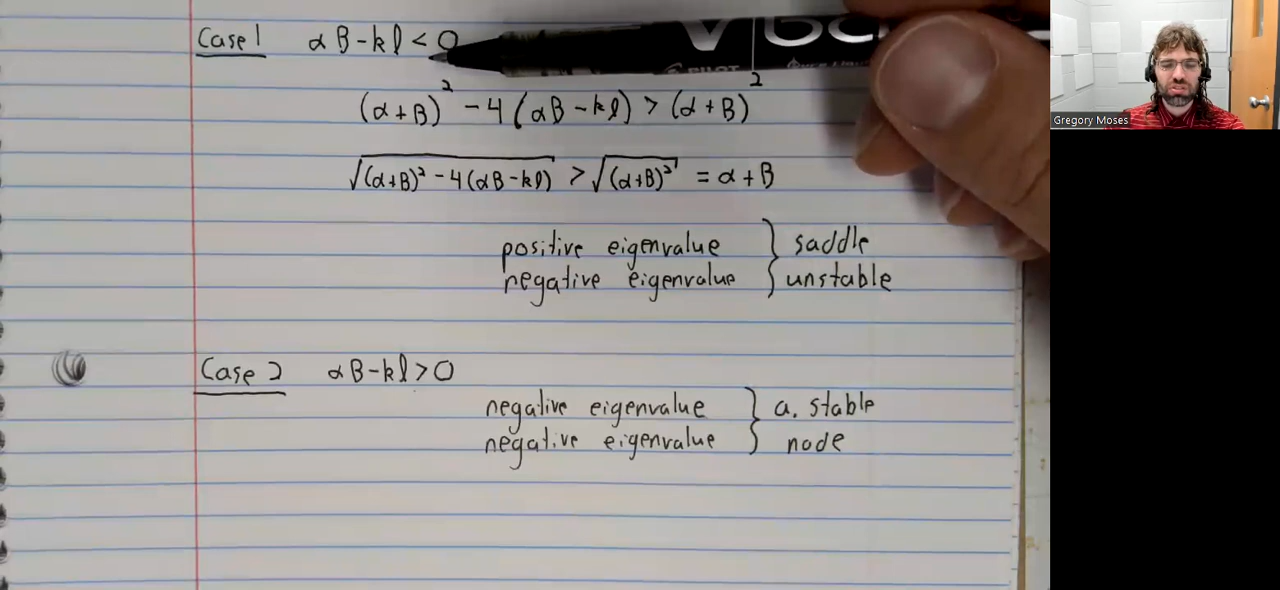 Case 1 αB-kl<0
(α+B)² - 4(αB-kl) > (α+B)²
√(α+B)² - 4(αB-kl) > √(α+B)² = α+B
positive eigenvalue } saddle
negative eigenvalue } unstable
Case 2 αB-kl>0
negative eigenvalue } a. stable
negative eigenvalue } node
PILOT
Gregory Moses